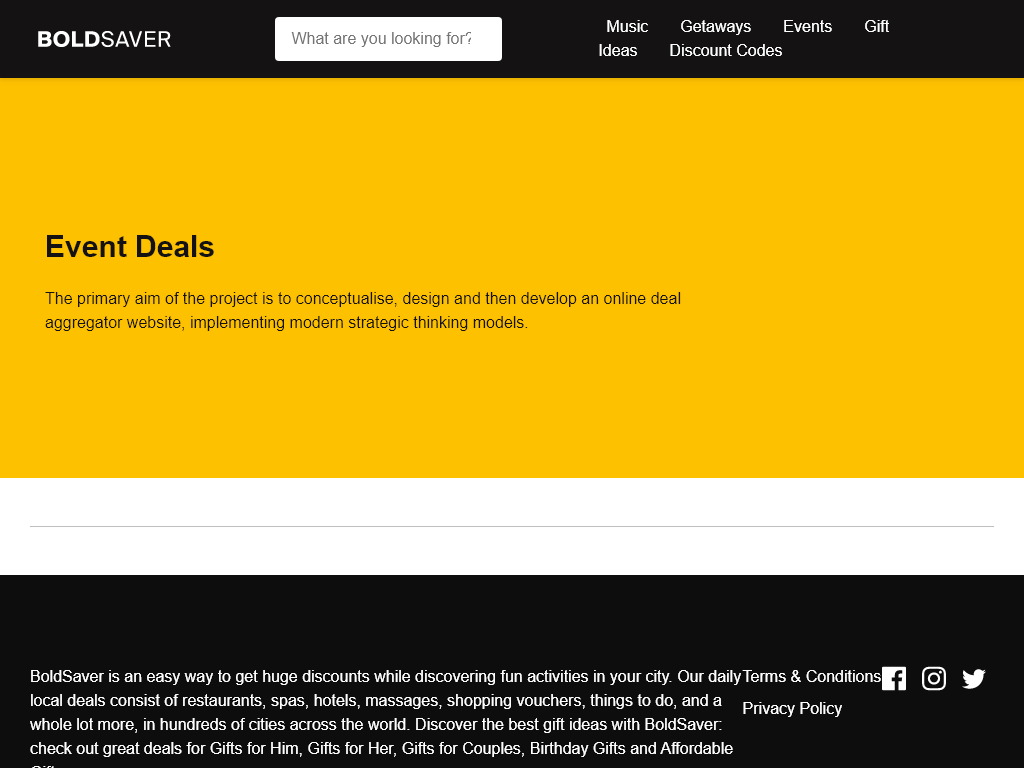 BOLDSAVER
What are you looking for?
Music Getaways Events Gift
Ideas Discount Codes
Event Deals
The primary aim of the project is to conceptualise, design and then develop an online deal
aggregator website, implementing modern strategic thinking models.
BoldSaver is an easy way to get huge discounts while discovering fun activities in your city. Our daily
local deals consist of restaurants, spas, hotels, massages, shopping vouchers, things to do, and a
whole lot more, in hundreds of cities across the world. Discover the best gift ideas with BoldSaver:
check out great deals for Gifts for Him, Gifts for Her, Gifts for Couples, Birthday Gifts and Affordable
Terms & Conditions
Privacy Policy